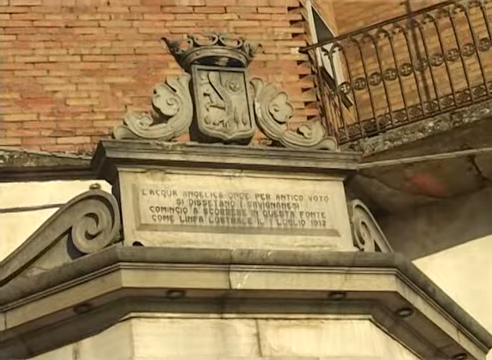 L'ACQUA ANGELICA ONDE PER ANTICO VOTO
SI DISSETANO I SAVIGNANESI
COMINCIÒ A SCORRERE IN QUESTA FONTE
COME LINFA LUSTRALE IL 1 LUGLIO 1912